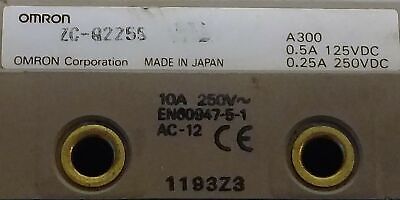 OMRON
ZC-Q2255
OMRON Corporation MADE IN JAPAN
A300
0.5A 125VDC
0.25A 250VDC
10A 250V~
EN60947-5-1
AC-12 CE
1193Z3